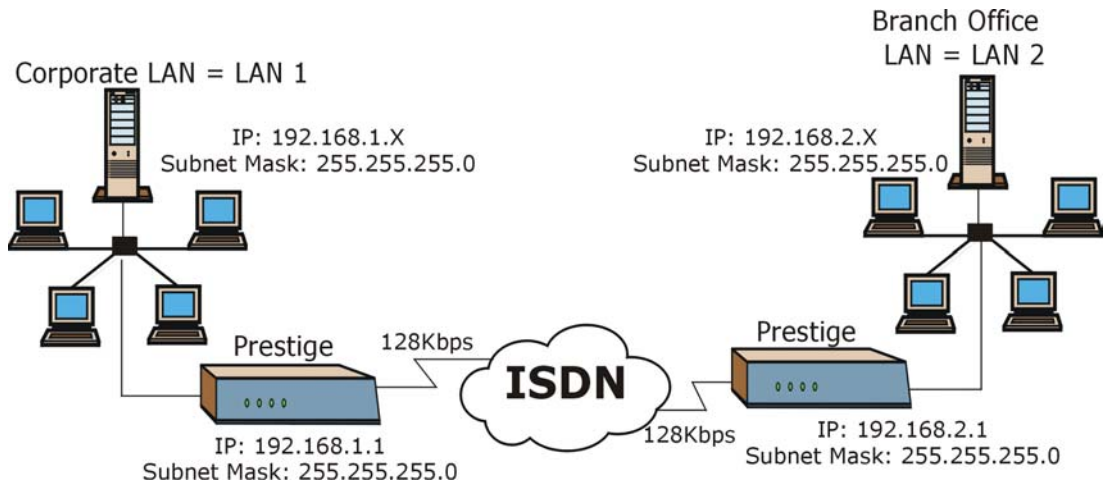 Corporate LAN = LAN 1
IP: 192.168.1.X
Subnet Mask: 255.255.255.0
Branch Office
LAN = LAN 2
IP: 192.168.2.X
Subnet Mask: 255.255.255.0
Prestige
128Kbps
IP: 192.168.1.1
Subnet Mask: 255.255.255.0
ISDN
Prestige
128Kbps
IP: 192.168.2.1
Subnet Mask: 255.255.255.0